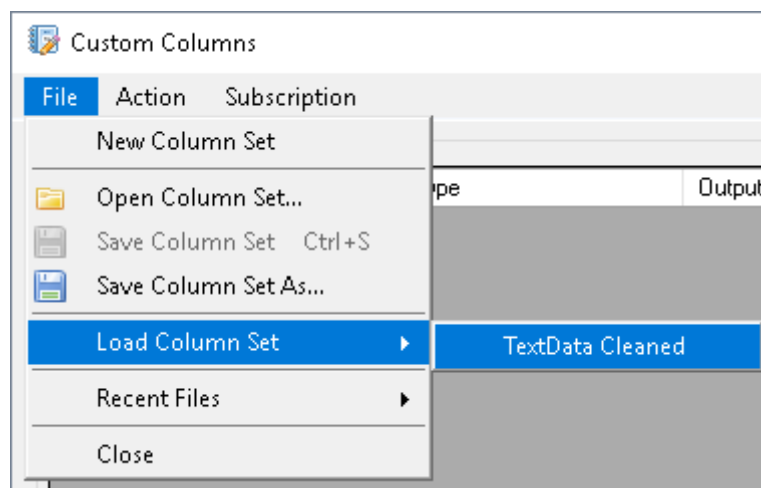 Custom Columns
File Action Subscription
New Column Set
Open Column Set...
Save Column Set Ctrl+S
Save Column Set As...
Load Column Set
TextData Cleaned
Recent Files
Close
Output